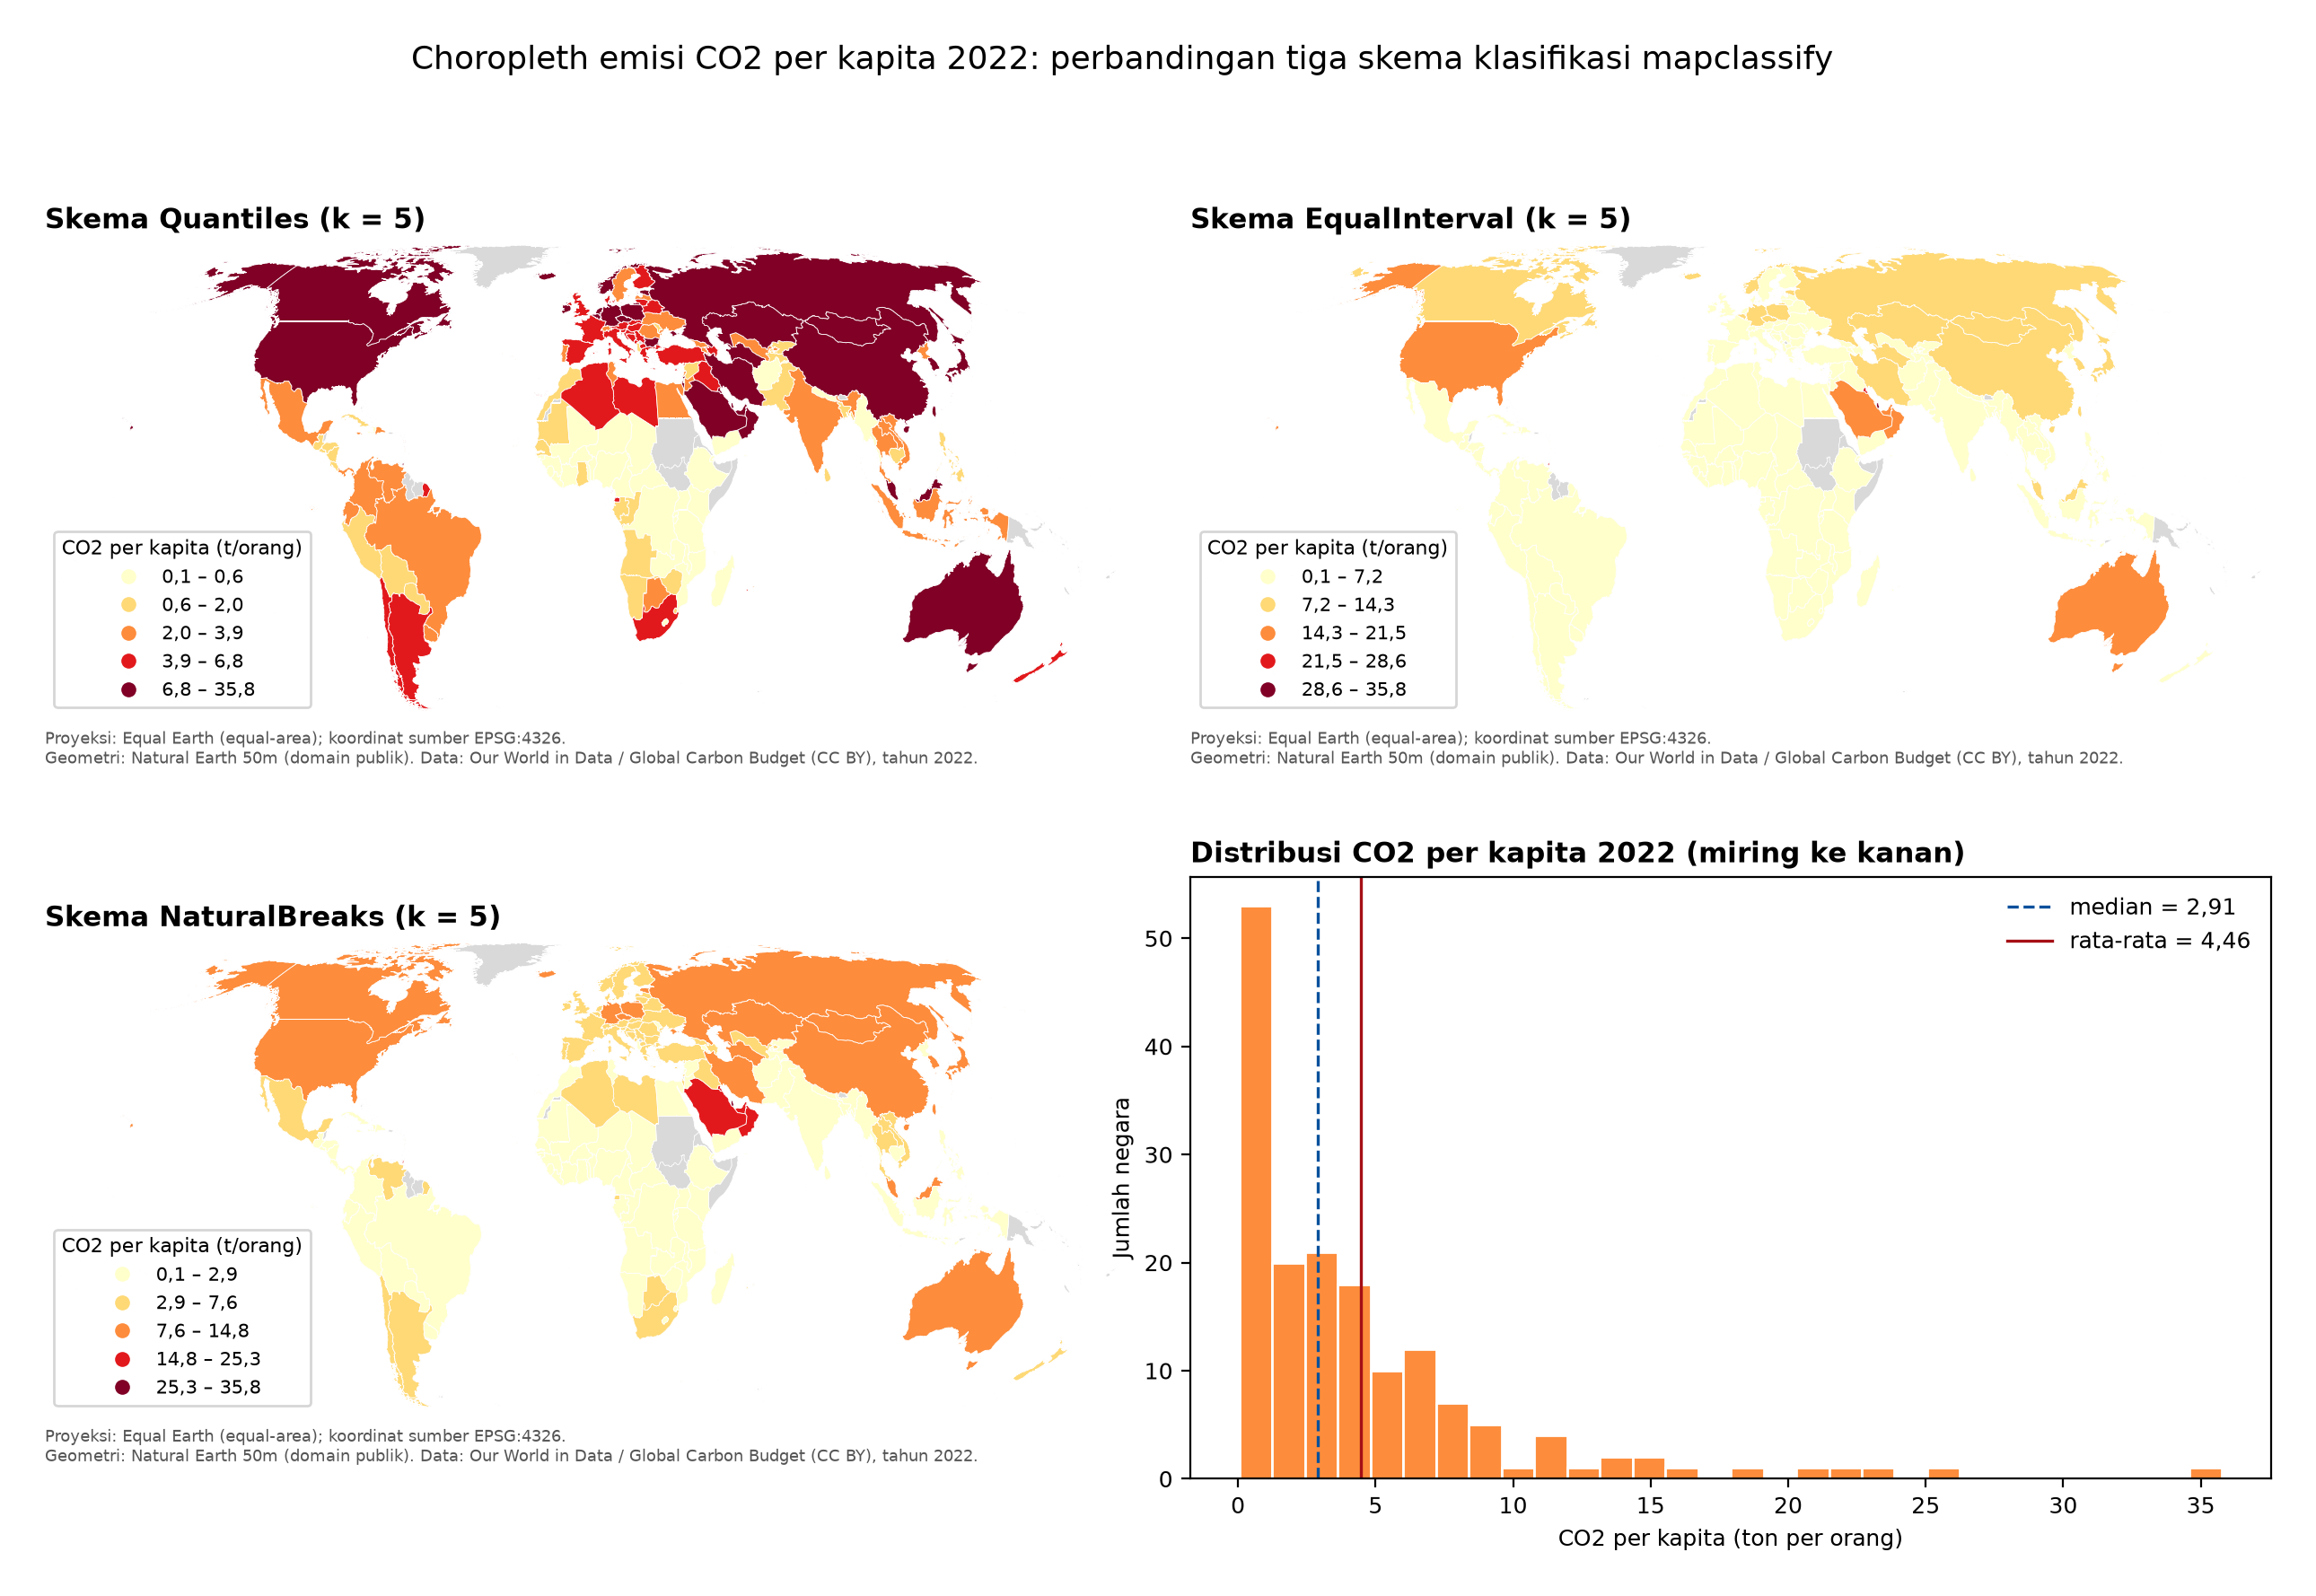 Choropleth emisi CO2 per kapita 2022: perbandingan tiga skema klasifikasi mapclassify
Skema Quantiles (k = 5)
CO2 per kapita (t/orang)
0,1 – 0,6
0,6 – 2,0
2,0 – 3,9
3,9 – 6,8
6,8 – 35,8
Proyeksi: Equal Earth (equal-area); koordinat sumber EPSG:4326.
Geometri: Natural Earth 50m (domain publik). Data: Our World in Data / Global Carbon Budget (CC BY), tahun 2022.
Skema EqualInterval (k = 5)
CO2 per kapita (t/orang)
0,1 – 7,2
7,2 – 14,3
14,3 – 21,5
21,5 – 28,6
28,6 – 35,8
Proyeksi: Equal Earth (equal-area); koordinat sumber EPSG:4326.
Geometri: Natural Earth 50m (domain publik). Data: Our World in Data / Global Carbon Budget (CC BY), tahun 2022.
Skema NaturalBreaks (k = 5)
CO2 per kapita (t/orang)
0,1 – 2,9
2,9 – 7,6
7,6 – 14,8
14,8 – 25,3
25,3 – 35,8
Proyeksi: Equal Earth (equal-area); koordinat sumber EPSG:4326.
Geometri: Natural Earth 50m (domain publik). Data: Our World in Data / Global Carbon Budget (CC BY), tahun 2022.
Distribusi CO2 per kapita 2022 (miring ke kanan)
median = 2,91
rata-rata = 4,46
Jumlah negara
50
40
30
20
10
0
0 5 10 15 20 25 30 35
CO2 per kapita (ton per orang)